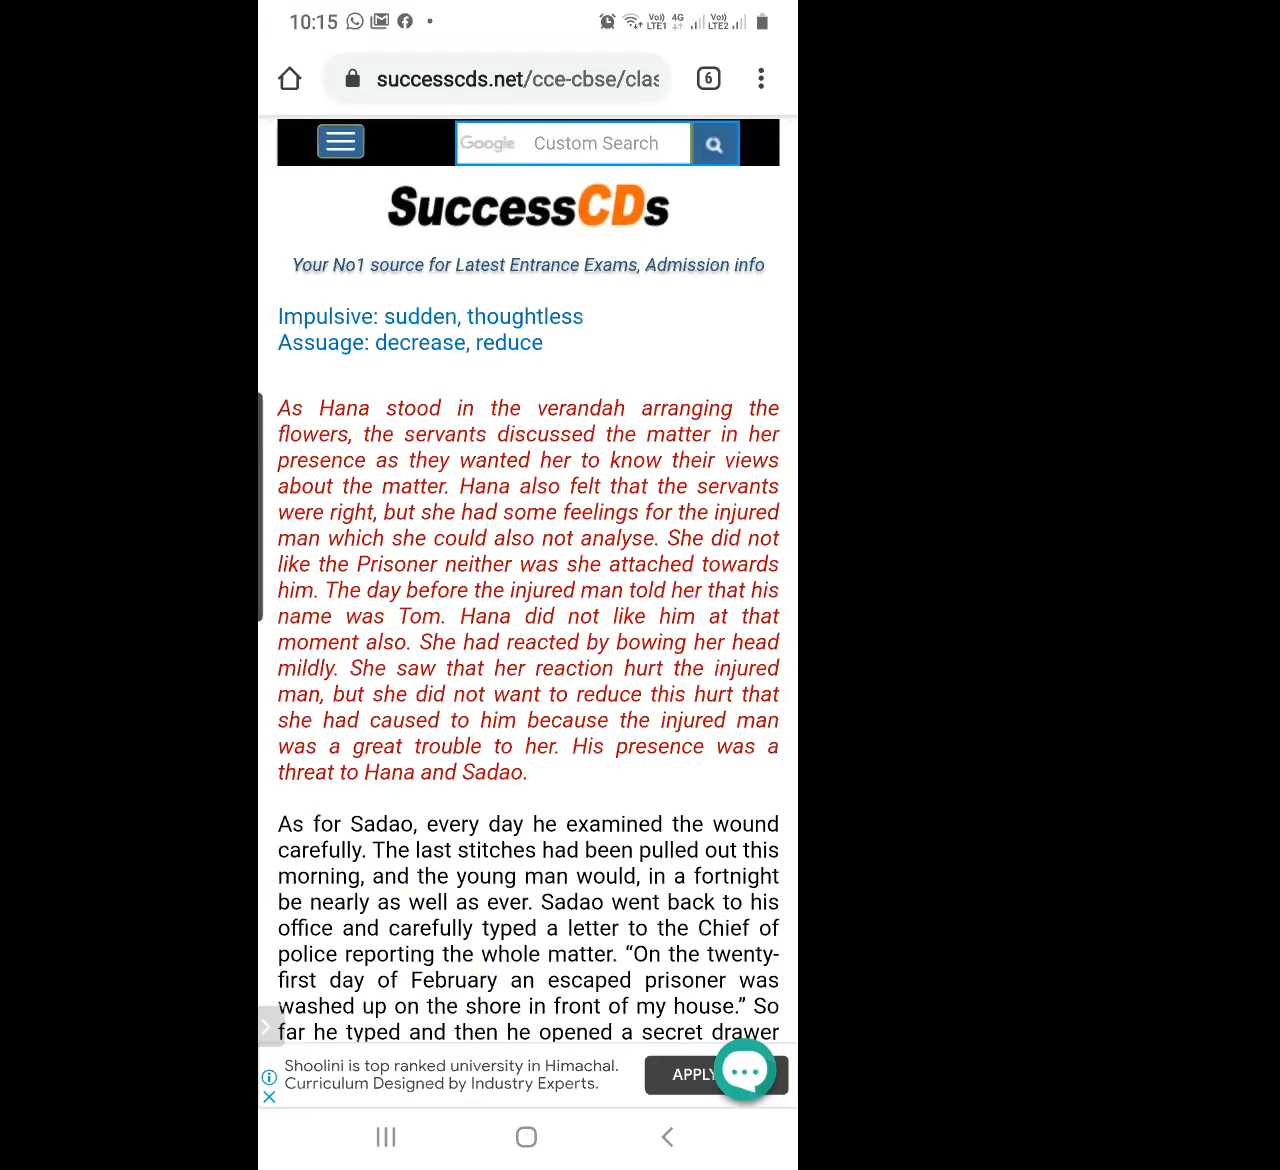 10:15
Vo)) LTE1 4G Vo)) LTE2
successcds.net/cce-cbse/clas
6
Google Custom Search
SuccessCDs
Your No1 source for Latest Entrance Exams, Admission info
Impulsive: sudden, thoughtless
Assuage: decrease, reduce
As Hana stood in the verandah arranging the
flowers, the servants discussed the matter in her
presence as they wanted her to know their views
about the matter. Hana also felt that the servants
were right, but she had some feelings for the injured
man which she could also not analyse. She did not
like the Prisoner neither was she attached towards
him. The day before the injured man told her that his
name was Tom. Hana did not like him at that
moment also. She had reacted by bowing her head
mildly. She saw that her reaction hurt the injured
man, but she did not want to reduce this hurt that
she had caused to him because the injured man
was a great trouble to her. His presence was a
threat to Hana and Sadao.
As for Sadao, every day he examined the wound
carefully. The last stitches had been pulled out this
morning, and the young man would, in a fortnight
be nearly as well as ever. Sadao went back to his
office and carefully typed a letter to the Chief of
police reporting the whole matter. “On the twenty-
first day of February an escaped prisoner was
washed up on the shore in front of my house.” So
far he typed and then he opened a secret drawer
Shoolini is top ranked university in Himachal.
Curriculum Designed by Industry Experts.
APPLY